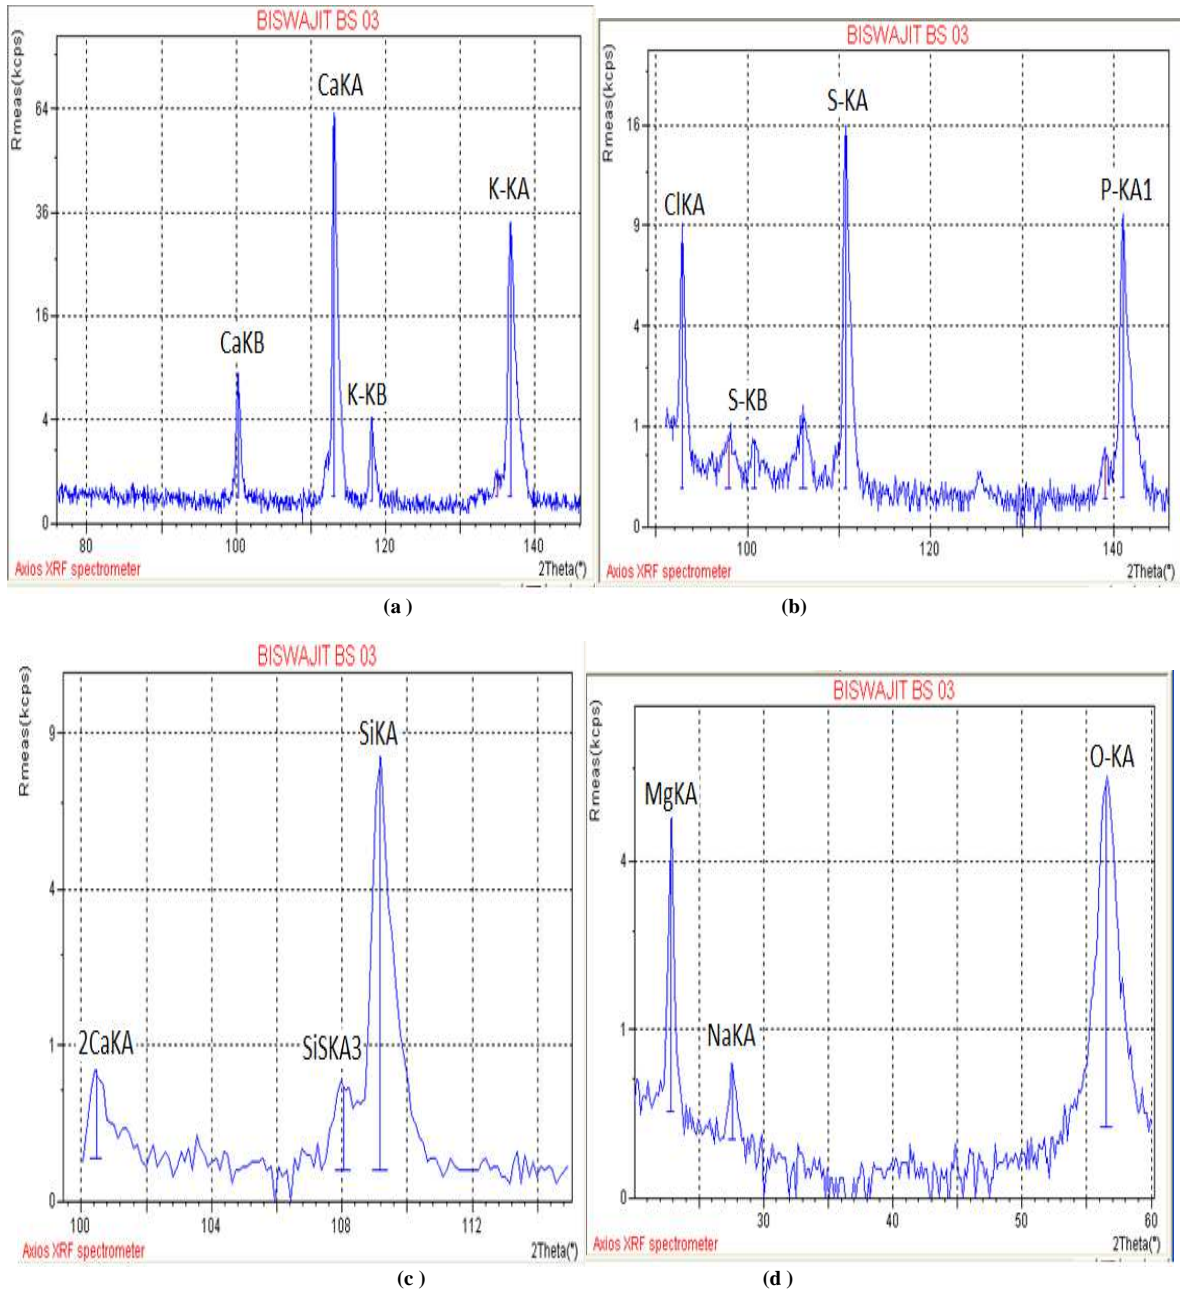 BISWAJIT BS 03
Rmeas(kcps)
CaKA
64
K-KA
36
16
CaKB
K-KB
4
0
80 100 120 140
Axios XRF spectrometer 2Theta(°)
(a )
BISWAJIT BS 03
Rmeas(kcps)
S-KA
16
ClKA
P-KA1
9
4
S-KB
1
0
100 120 140
Axios XRF spectrometer 2Theta(°)
(b)
BISWAJIT BS 03
Rmeas(kcps)
SiKA
9
4
2CaKA
SiSKA3
1
0
100 104 108 112
Axios XRF spectrometer 2Theta(°)
(c )
BISWAJIT BS 03
Rmeas(kcps)
O-KA
MgKA
4
NaKA
1
0
30 40 50 60
Axios XRF spectrometer 2Theta(°)
(d )